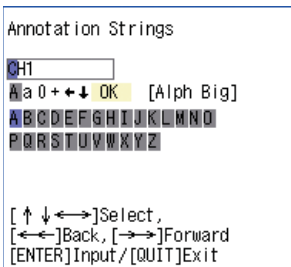 Annotation Strings
CH1
A a 0 + ← ↓ OK [Alph Big]
A B C D E F G H I J K L M N O
P Q R S T U V W X Y Z
[ ↑ ↓ ←→ ]Select,
[←←]Back, [→→]Forward
[ENTER]Input/[QUIT]Exit